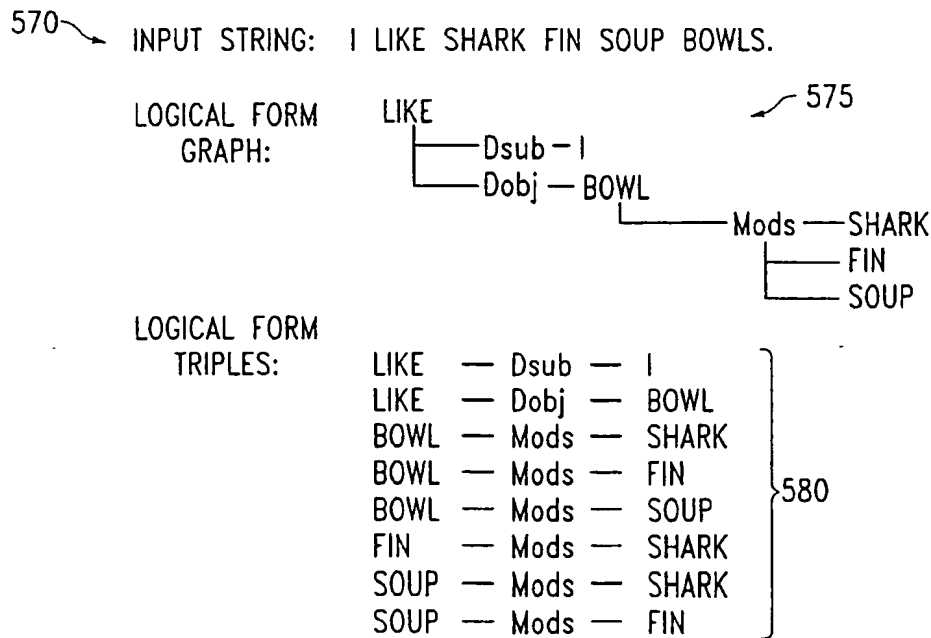 570 INPUT STRING: I LIKE SHARK FIN SOUP BOWLS.
575
LOGICAL FORM GRAPH:
LIKE
Dsub – I
Dobj — BOWL
Mods — SHARK
FIN
SOUP
LOGICAL FORM TRIPLES:
LIKE — Dsub — I
LIKE — Dobj — BOWL
BOWL — Mods — SHARK
BOWL — Mods — FIN
BOWL — Mods — SOUP
FIN — Mods — SHARK
SOUP — Mods — SHARK
SOUP — Mods — FIN
580